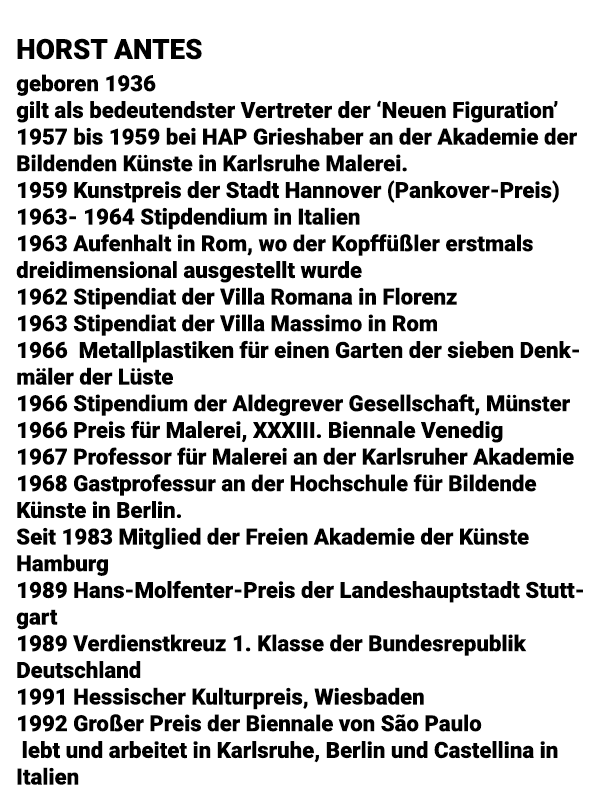 HORST ANTES
geboren 1936
gilt als bedeutendster Vertreter der ‘Neuen Figuration’
1957 bis 1959 bei HAP Grieshaber an der Akademie der
Bildenden Künste in Karlsruhe Malerei.
1959 Kunstpreis der Stadt Hannover (Pankover-Preis)
1963- 1964 Stipdendium in Italien
1963 Aufenhalt in Rom, wo der Kopffüßler erstmals
dreidimensional ausgestellt wurde
1962 Stipendiat der Villa Romana in Florenz
1963 Stipendiat der Villa Massimo in Rom
1966  Metallplastiken für einen Garten der sieben Denk-
mäler der Lüste
1966 Stipendium der Aldegrever Gesellschaft, Münster
1966 Preis für Malerei, XXXIII. Biennale Venedig
1967 Professor für Malerei an der Karlsruher Akademie
1968 Gastprofessur an der Hochschule für Bildende
Künste in Berlin.
Seit 1983 Mitglied der Freien Akademie der Künste
Hamburg
1989 Hans-Molfenter-Preis der Landeshauptstadt Stutt-
gart
1989 Verdienstkreuz 1. Klasse der Bundesrepublik
Deutschland
1991 Hessischer Kulturpreis, Wiesbaden
1992 Großer Preis der Biennale von São Paulo
lebt und arbeitet in Karlsruhe, Berlin und Castellina in
Italien